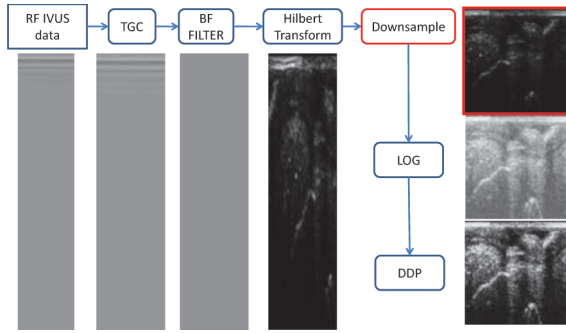 RF IVUS
data
TGC
BF
FILTER
Hilbert
Transform
Downsample
LOG
DDP